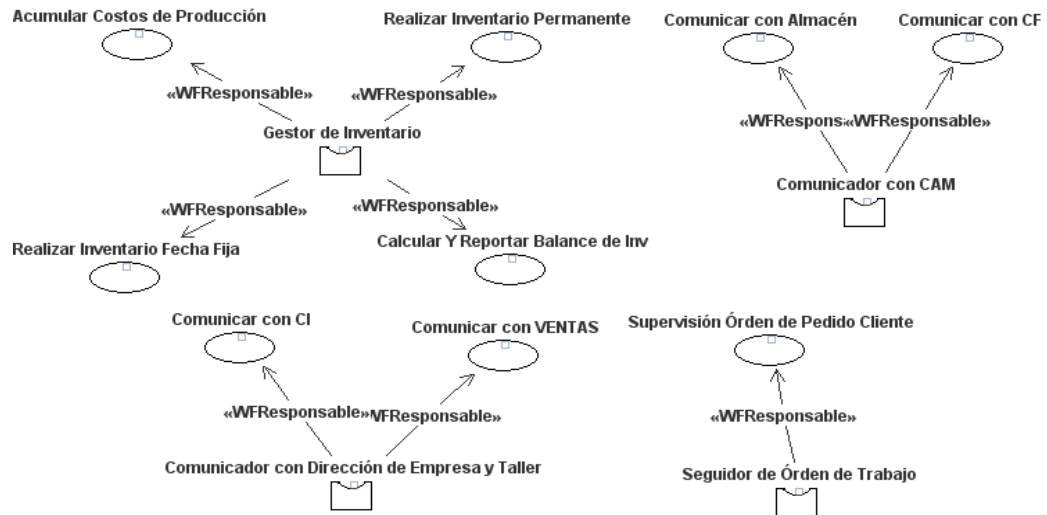 Acumular Costos de Producción
Realizar Inventario Permanente
Comunicar con Almacén
Comunicar con CF
«WFResponsable»
«WFResponsable»
Gestor de Inventario
«WFRespons
«WFResponsable»
Comunicador con CAM
«WFResponsable»
«WFResponsable»
Realizar Inventario Fecha Fija
Calcular Y Reportar Balance de Inv
Comunicar con CI
Comunicar con VENTAS
Supervisión Órden de Pedido Cliente
«WFResponsable»
WFResponsable»
«WFResponsable»
Comunicador con Dirección de Empresa y Taller
Seguidor de Órden de Trabajo